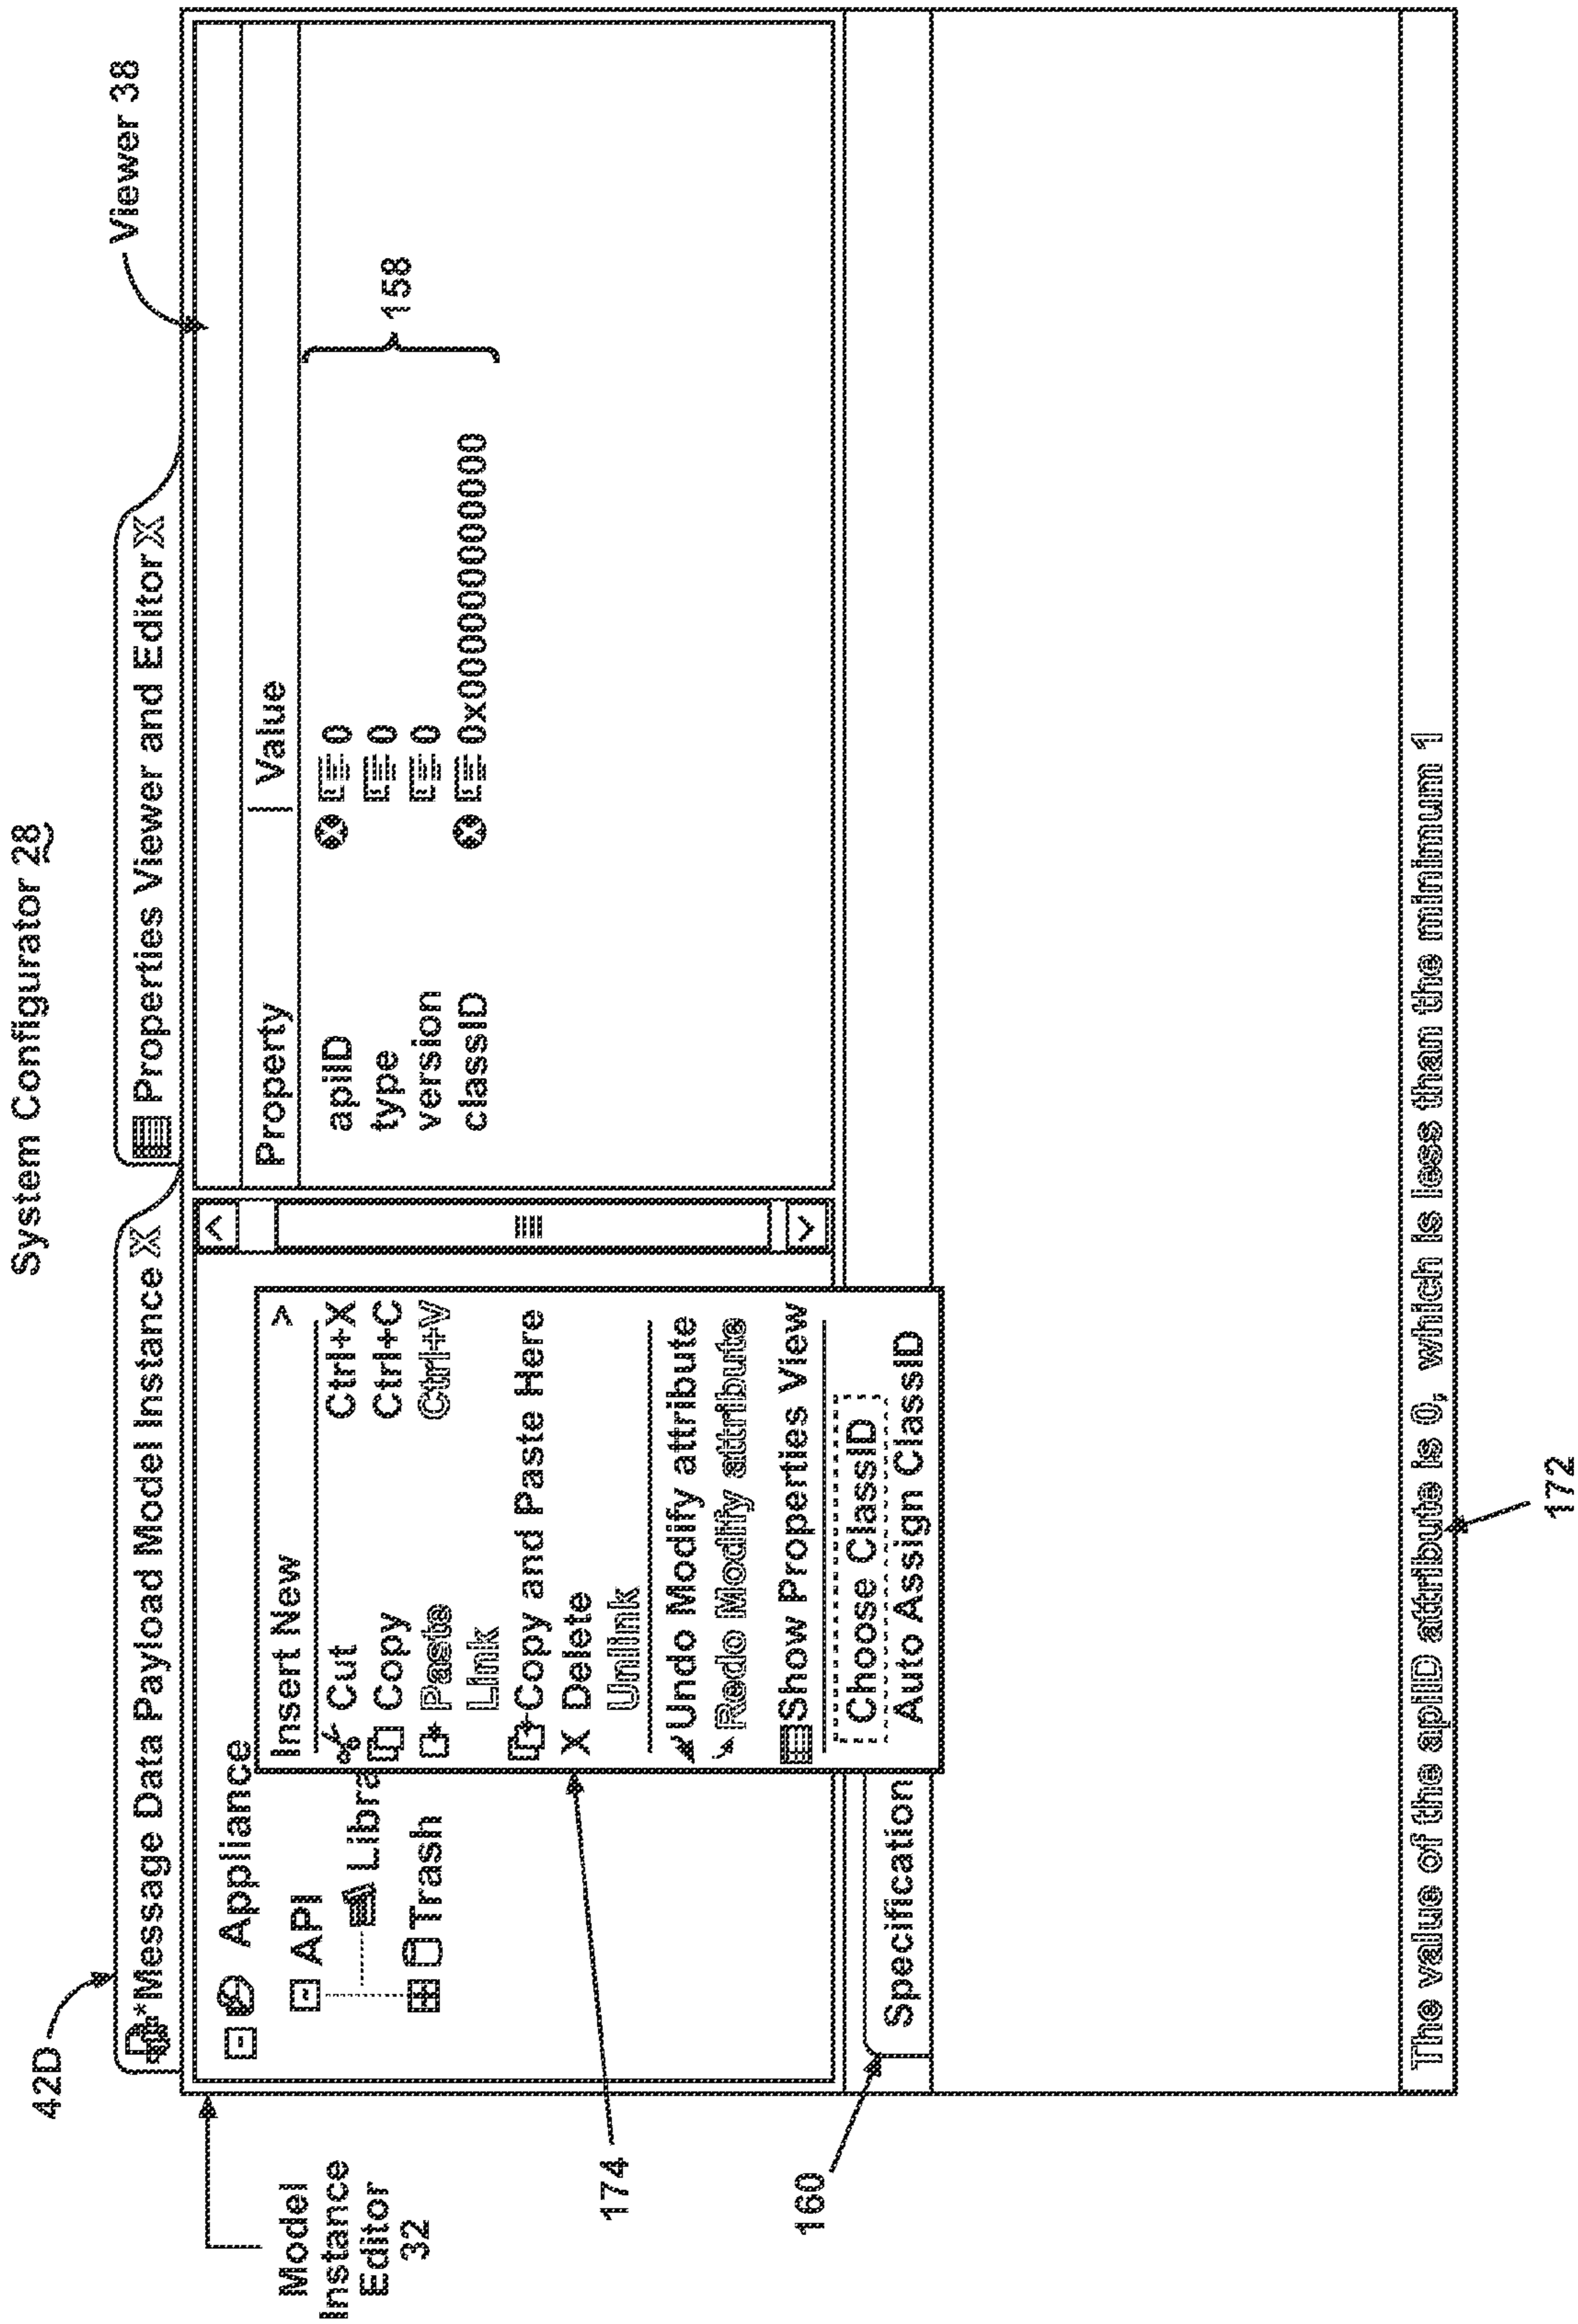 System Configurator 28
42D
Viewer 38
*Message Data Payload Model Instance X
Properties Viewer and Editor X
Model
Instance
Editor
32
Appliance
API
Libra
Trash
Insert New >
Cut Ctrl+X
Copy Ctrl+C
Paste Ctrl+V
Link
Copy and Paste Here
X Delete
Unlink
Undo Modify attribute
Redo Modify attribute
Show Properties View
Choose ClassID
Auto Assign ClassID
Property Value
apiID 0
type 0
version 0
classID 0x0000000000
158
174
160
Specification
The value of the apiID attribute is 0, which is less than the minimum 1
172